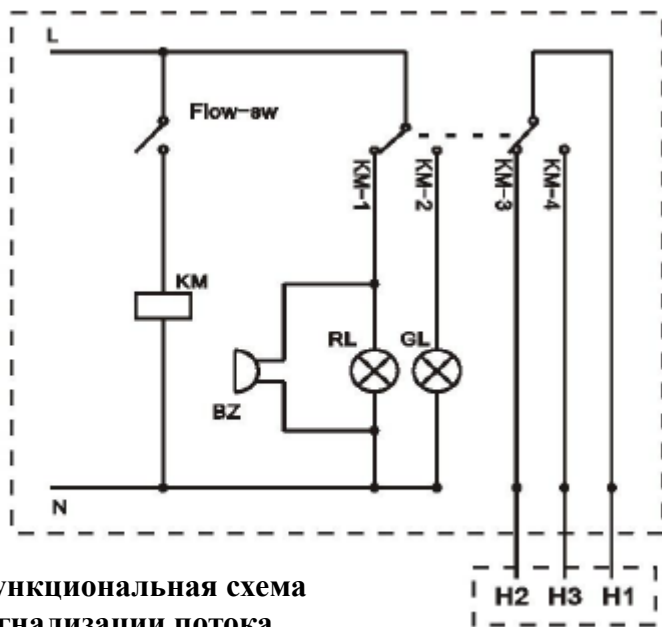 L
Flow-sw
KM-1
KM-2
KM-3
KM-4
KM
RL
GL
BZ
N
H2 H3 H1
ункциональная схема
гнализации потока